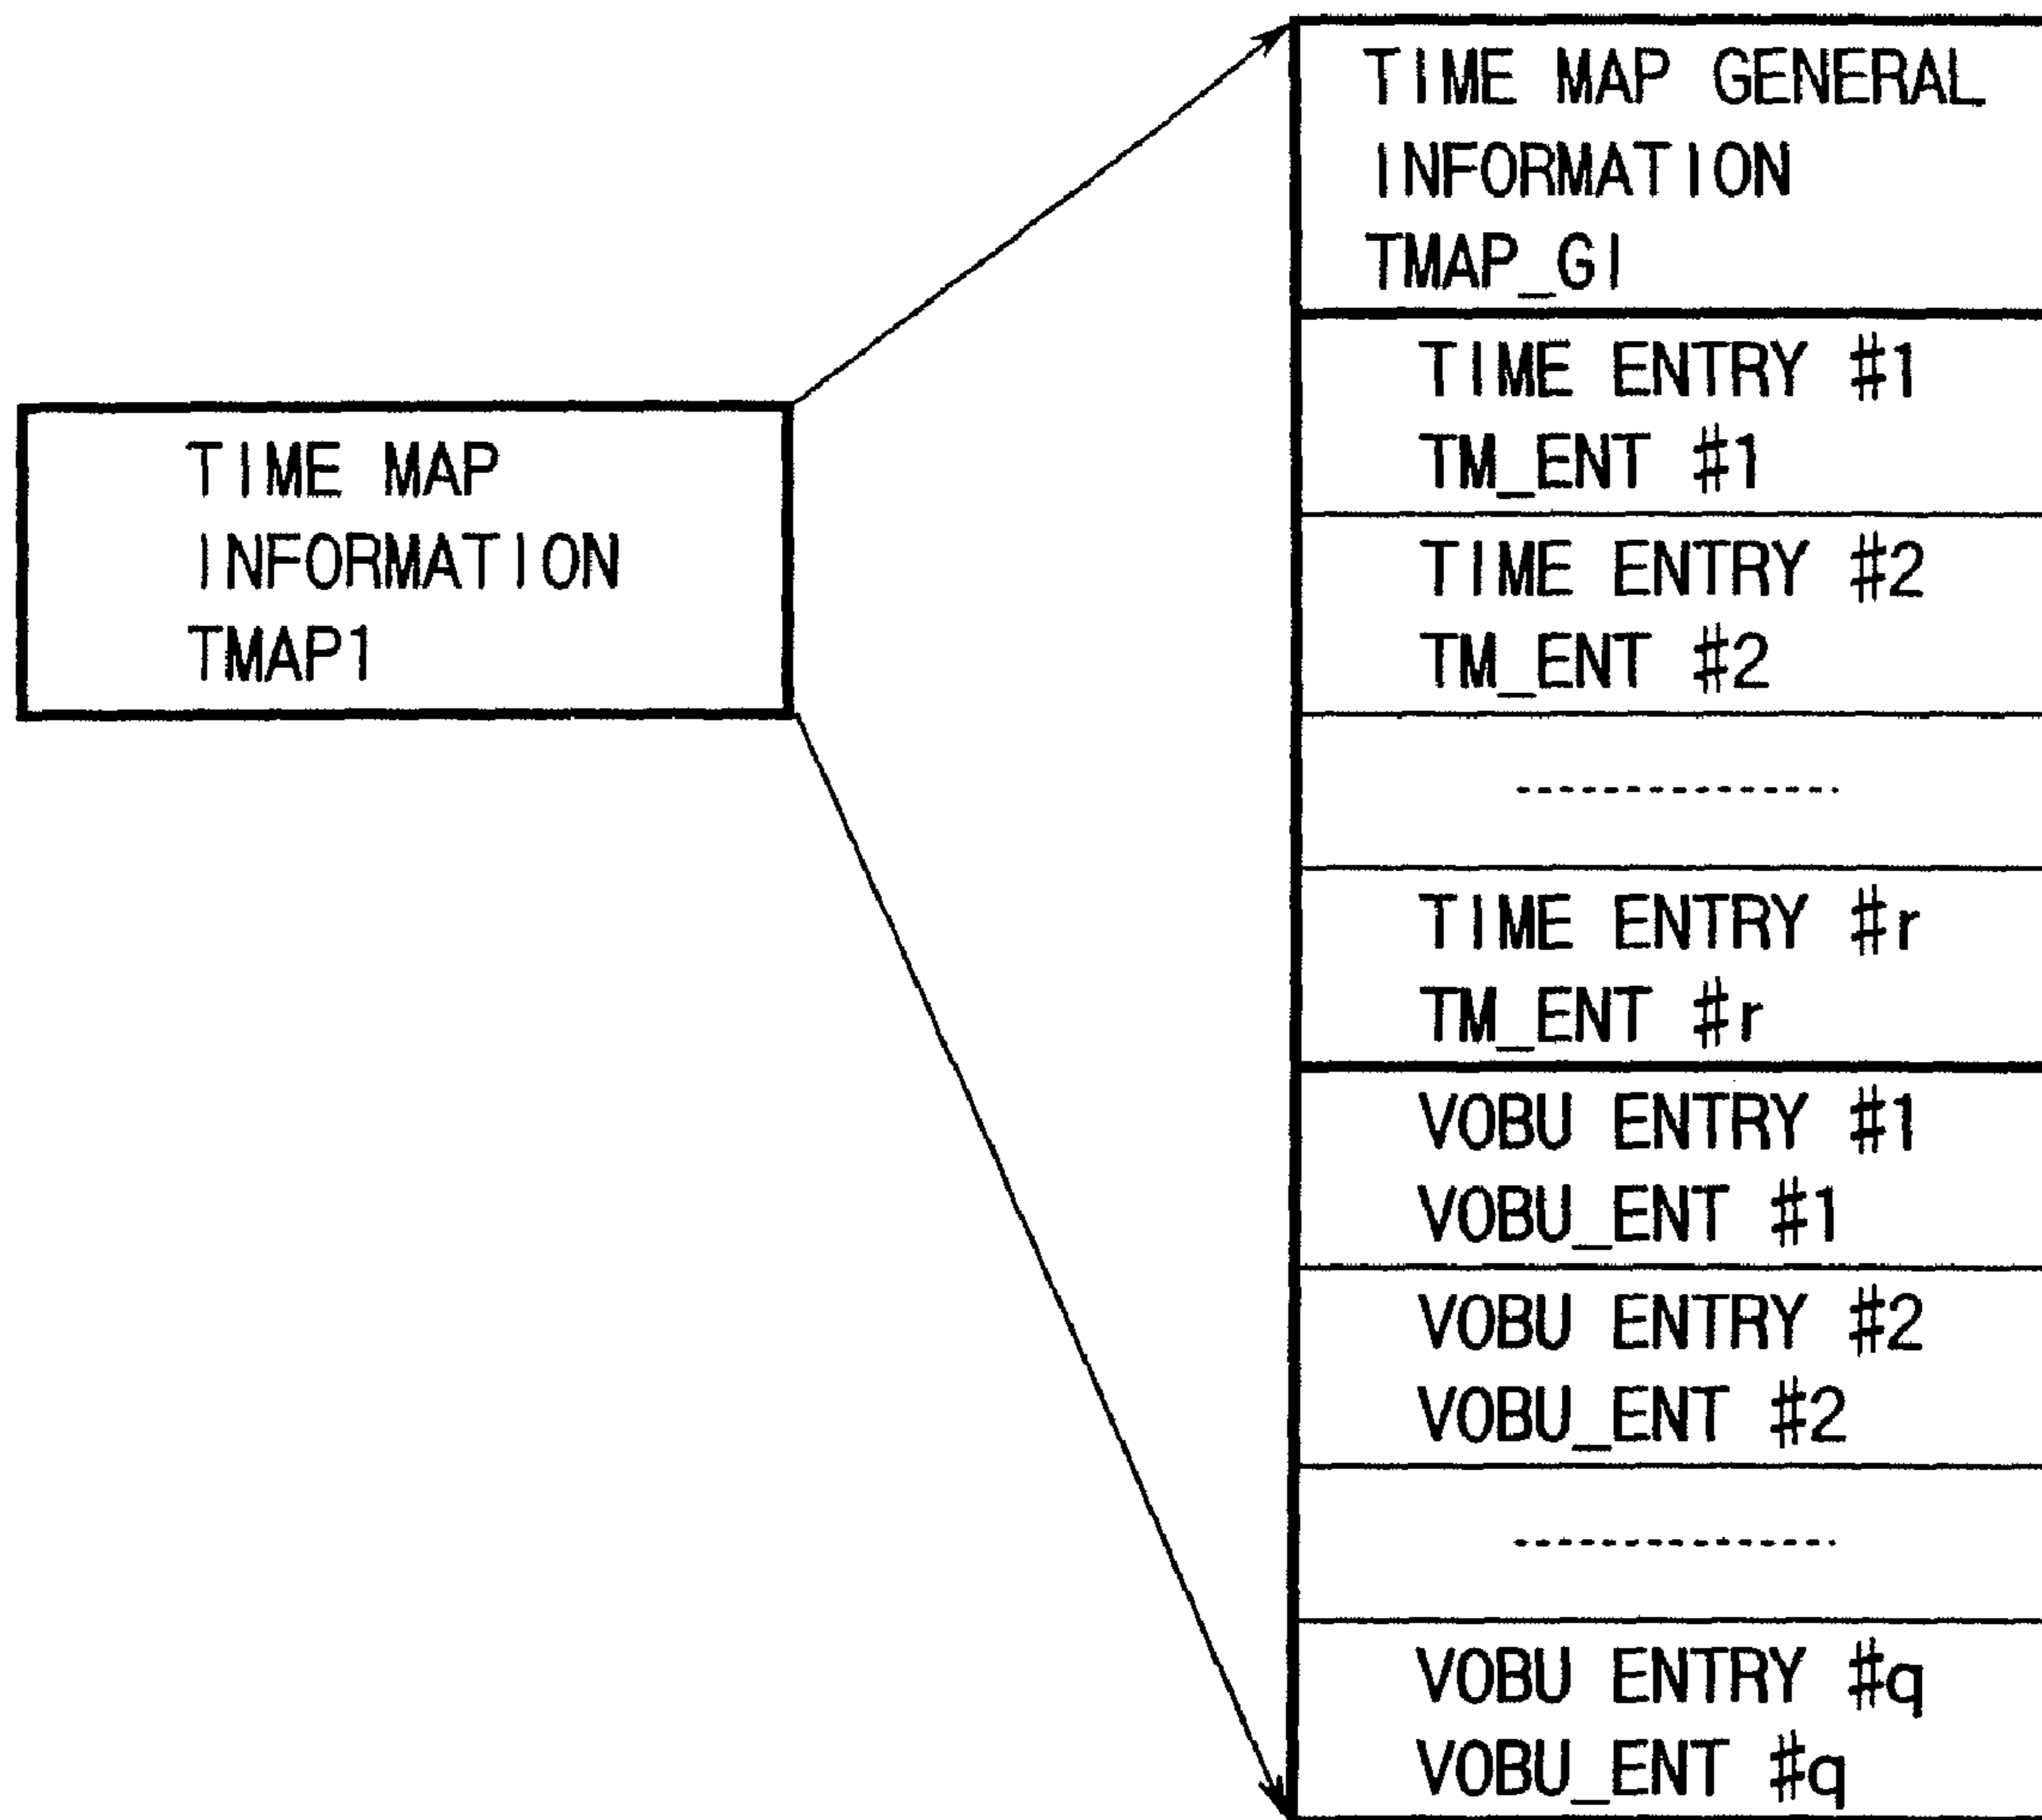 TIME MAP
INFORMATION
TMAP1
TIME MAP GENERAL
INFORMATION
TMAP_GI
TIME ENTRY #1
TM_ENT #1
TIME ENTRY #2
TM_ENT #2
TIME ENTRY #r
TM_ENT #r
VOBU ENTRY #1
VOBU_ENT #1
VOBU ENTRY #2
VOBU_ENT #2
VOBU ENTRY #q
VOBU_ENT #q